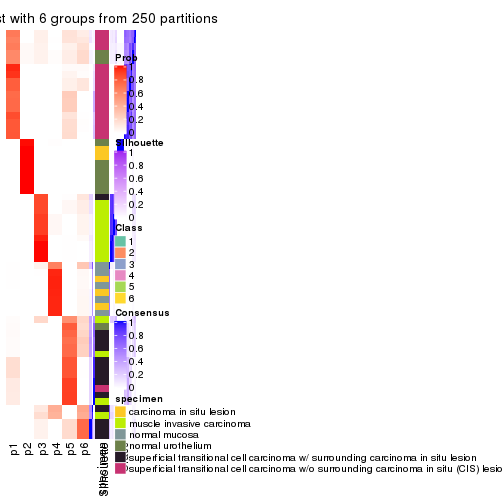 st with 6 groups from 250 partitions
Prop
1
0.8
0.6
0.4
0.2
0
Silhouette
1
0.8
0.6
0.4
0.2
0
Class
1
2
3
4
5
6
Consensus
1
0.8
0.6
0.4
0.2
0
specimen
carcinoma in situ lesion
muscle invasive carcinoma
normal mucosa
normal urothelium
superficial transitional cell carcinoma w/ surrounding carcinoma in situ lesion
superficial transitional cell carcinoma w/o surrounding carcinoma in situ (CIS) lesio
p1
p2
p3
p4
p5
p6
specimen